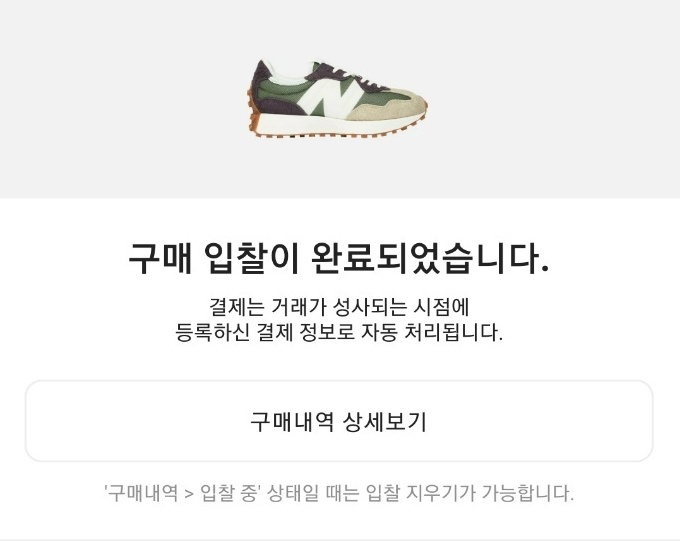 구매 입찰이 완료되었습니다.
결제는 거래가 성사되는 시점에
등록하신 결제 정보로 자동 처리됩니다.
구매내역 상세보기
'구매내역 > 입찰 중' 상태일 때는 입찰 지우기가 가능합니다.